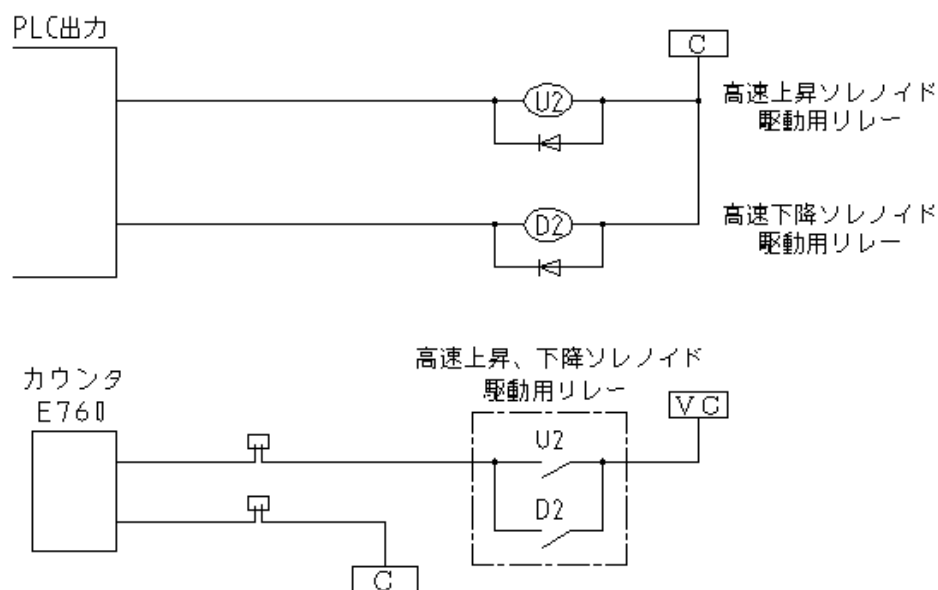 PLC出力
C
U2
高速上昇ソレノイド
駆動用リレー
D2
高速下降ソレノイド
駆動用リレー
高速上昇、下降ソレノイド
駆動用リレー
カウンタ
E760
VC
U2
D2
C